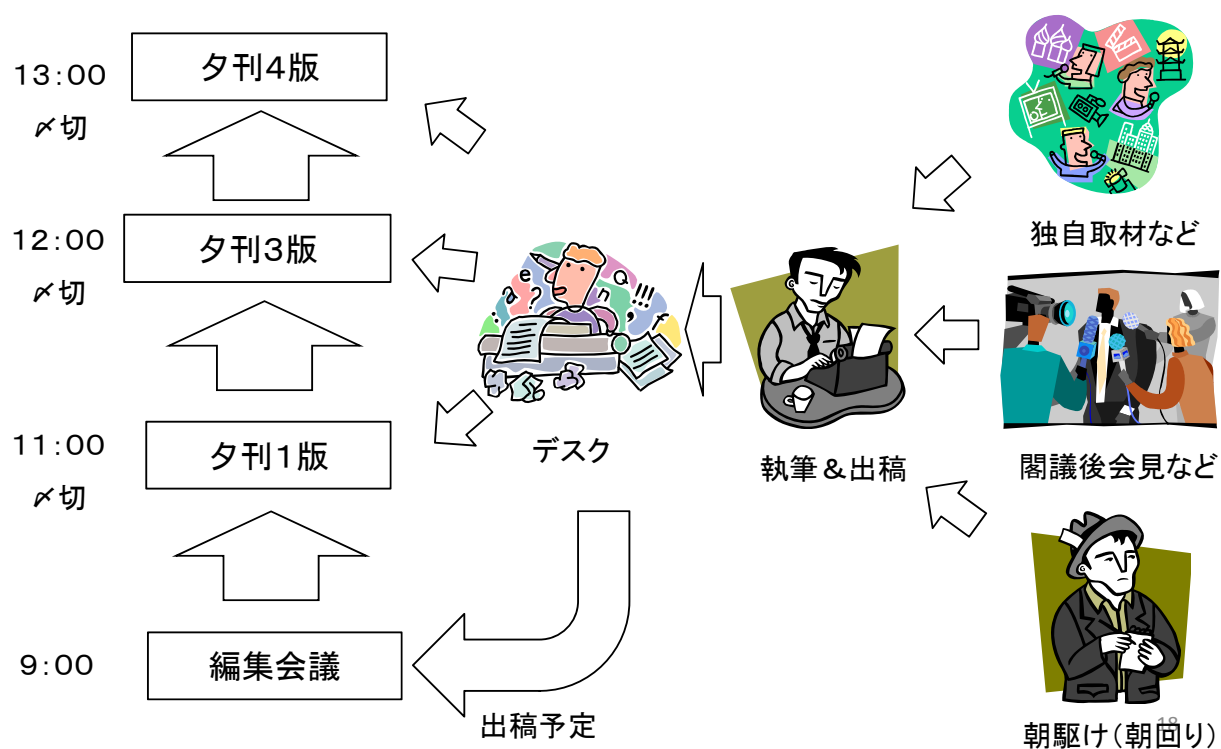 夕刊4版
13:00
〆切
独自取材など
夕刊3版
12:00
〆切
e
Q
!!!
a
?
n
,
f
:
デスク
執筆＆出稿
閣議後会見など
夕刊1版
11:00
〆切
編集会議
9:00
出稿予定
朝駆け(朝回り)
18